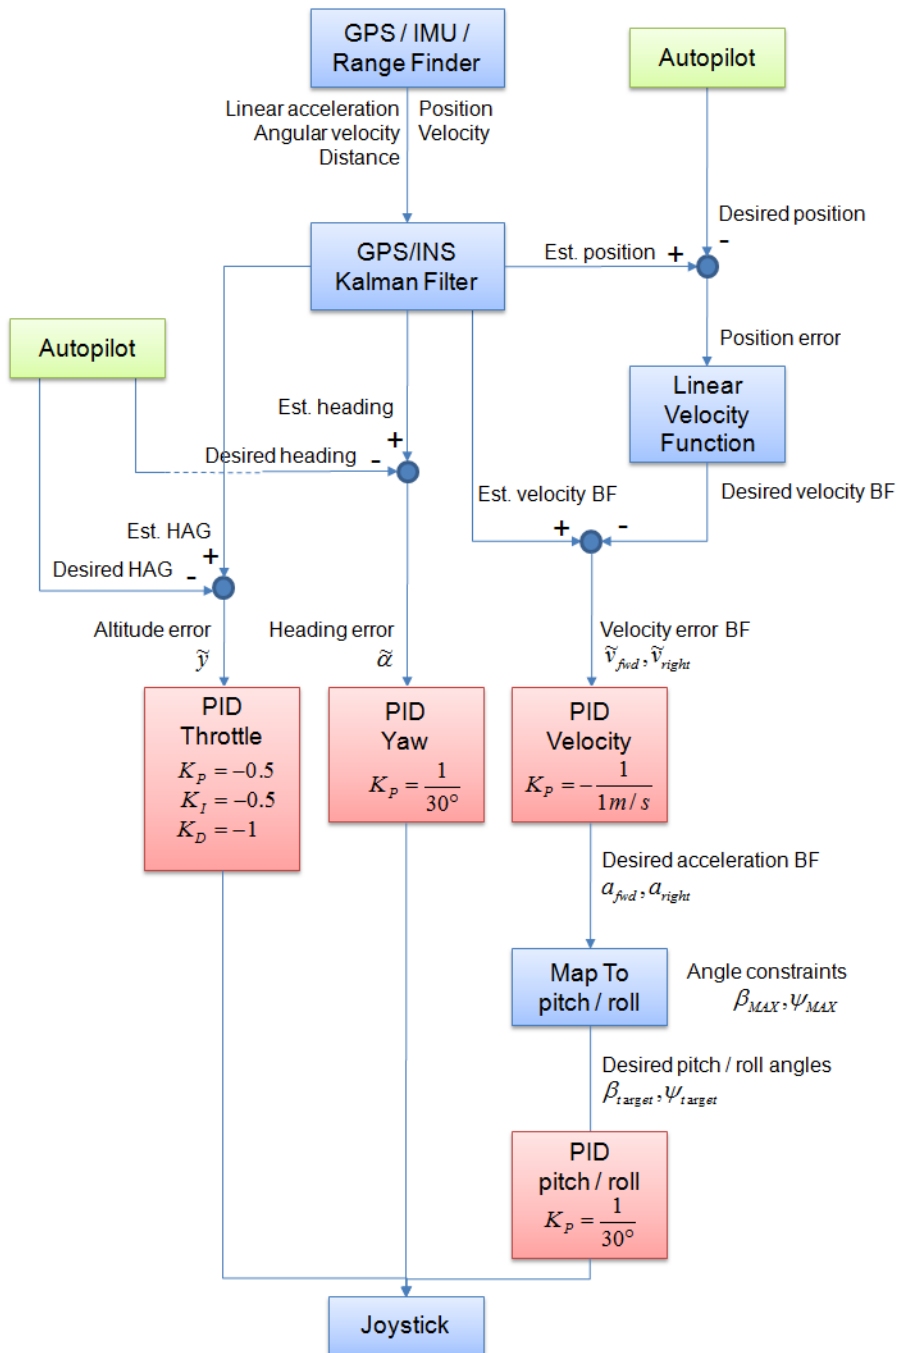 GPS / IMU /
Range Finder
Autopilot
Linear acceleration
Angular velocity
Distance
Position
Velocity
Desired position
-
GPS/INS
Kalman Filter
Est. position +
Autopilot
Position error
Linear
Velocity
Function
Est. heading
+
Desired heading -
Est. velocity BF
Desired velocity BF
+ -
Est. HAG
+
Desired HAG -
Altitude error
ỹ
Heading error
α̃
Velocity error BF
ṽ_fwd, ṽ_right
PID
Throttle
K_P = -0.5
K_I = -0.5
K_D = -1
PID
Yaw
K_P = 1/30°
PID
Velocity
K_P = -1/1m/s
Desired acceleration BF
a_fwd, a_right
Map To
pitch / roll
Angle constraints
β_MAX, ψ_MAX
Desired pitch / roll angles
β_target, ψ_target
PID
pitch / roll
K_P = 1/30°
Joystick